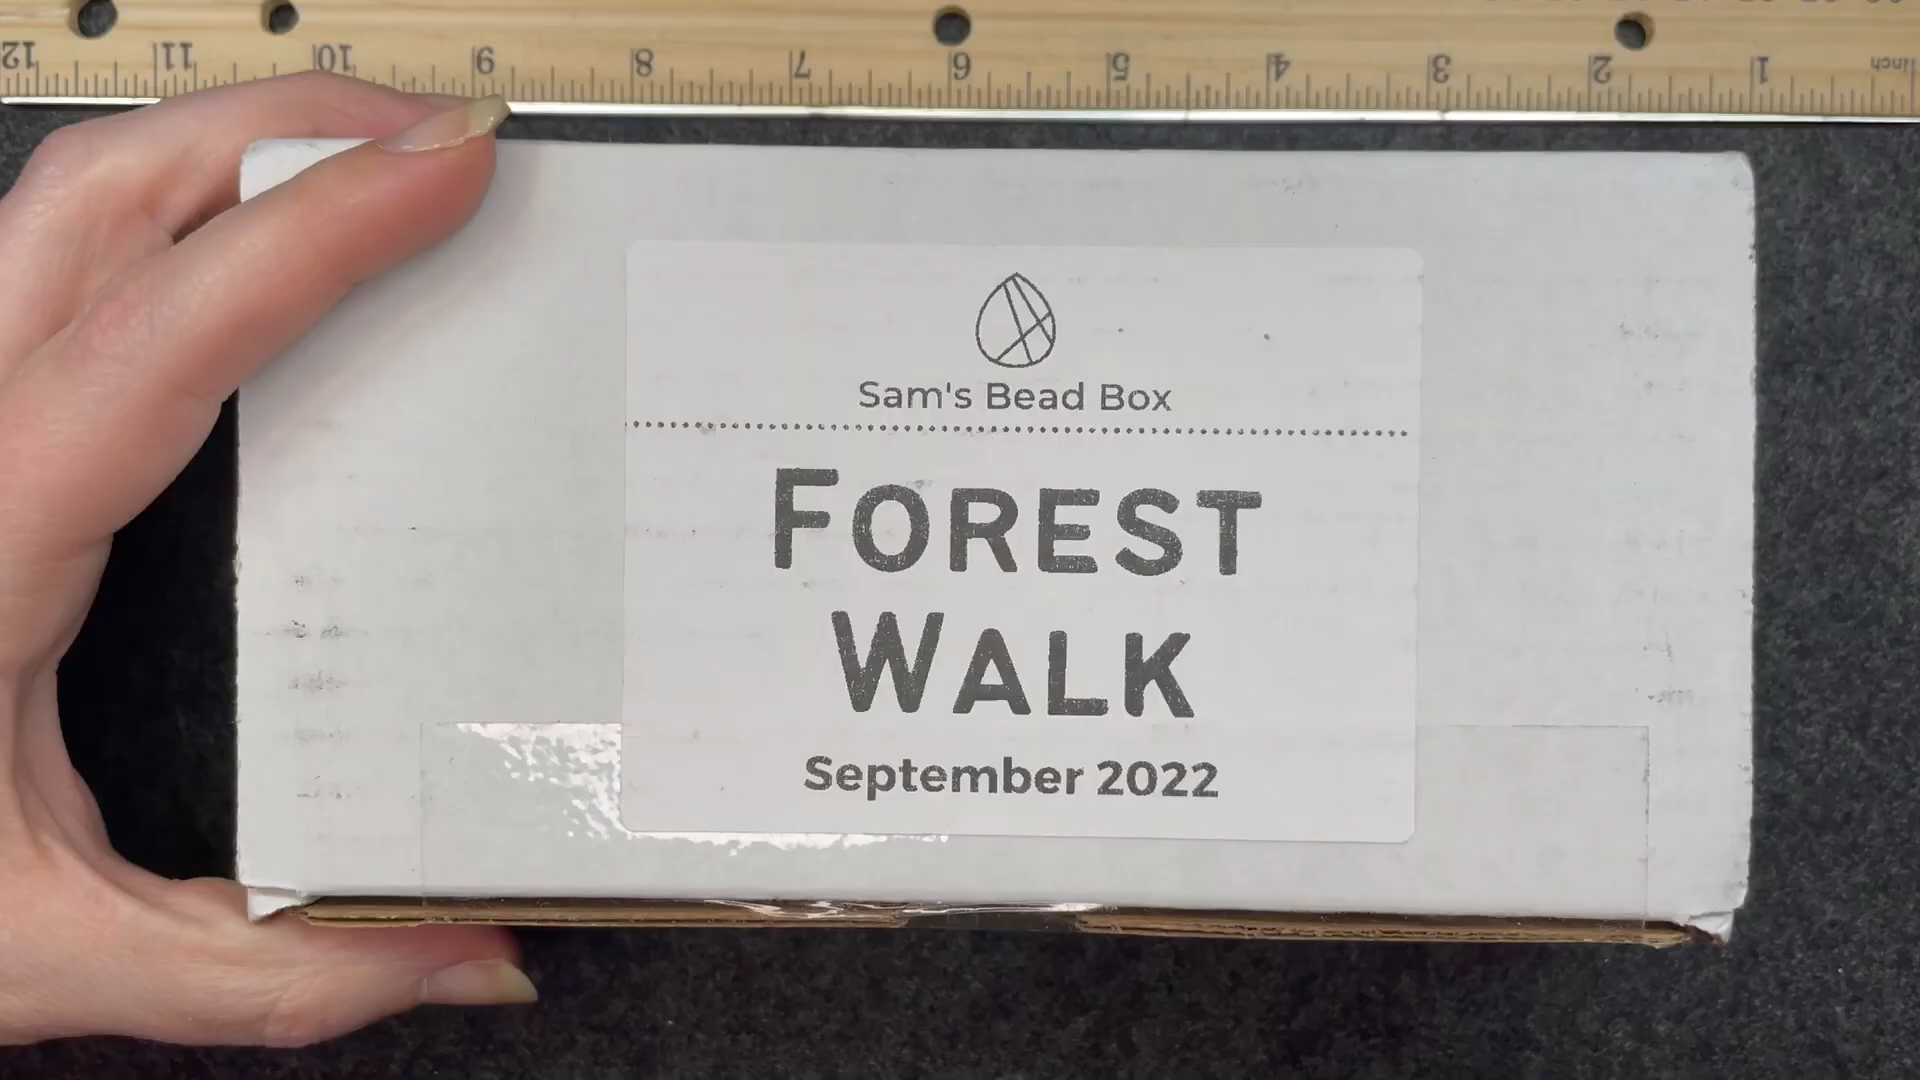 12 11 10 9 8 7 6 5 4 3 2 1 inch
Sam's Bead Box
FOREST
WALK
September 2022